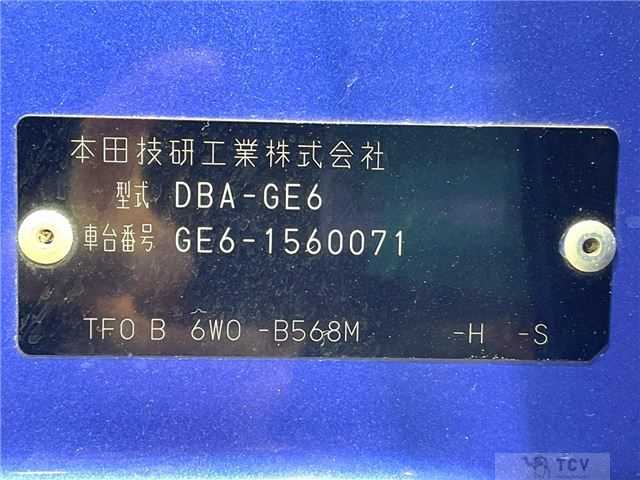 本田技研工業株式会社
型式 DBA-GE6
車台番号 GE6-1560071
TF0 B 6W0 -B568M -H -S
TCV